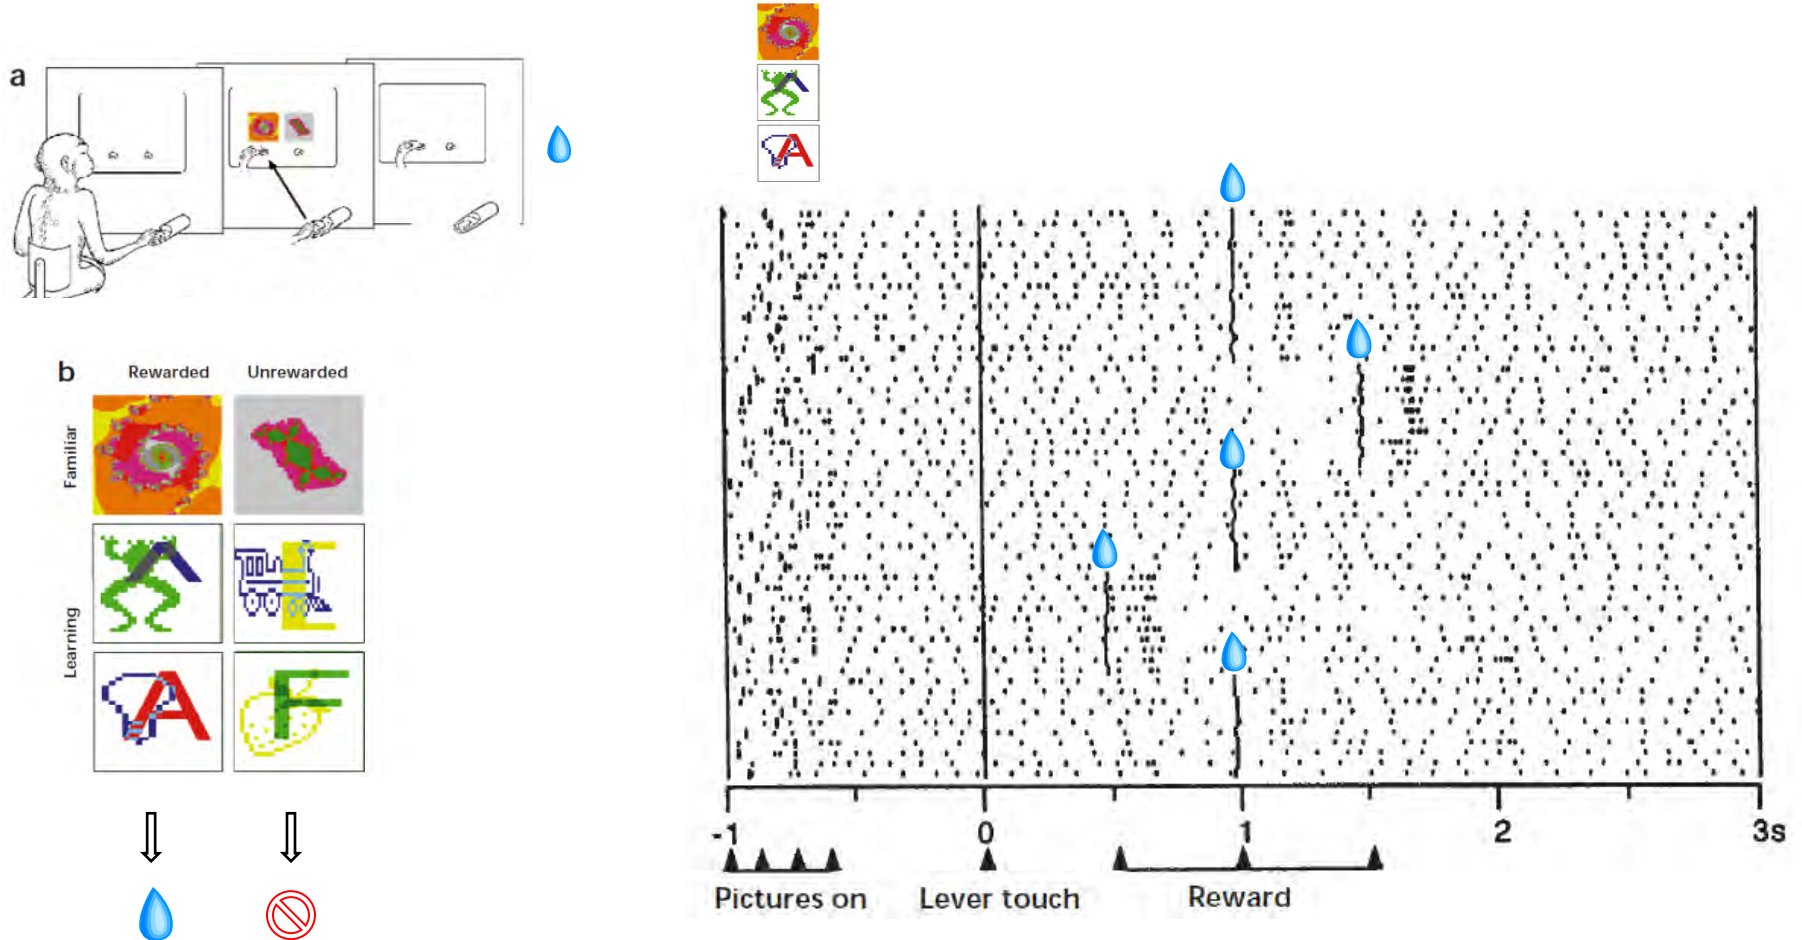 a
b
Rewarded Unrewarded
Familiar
Learning
A
F
A
-1 0 1 2 3s
Pictures on Lever touch Reward